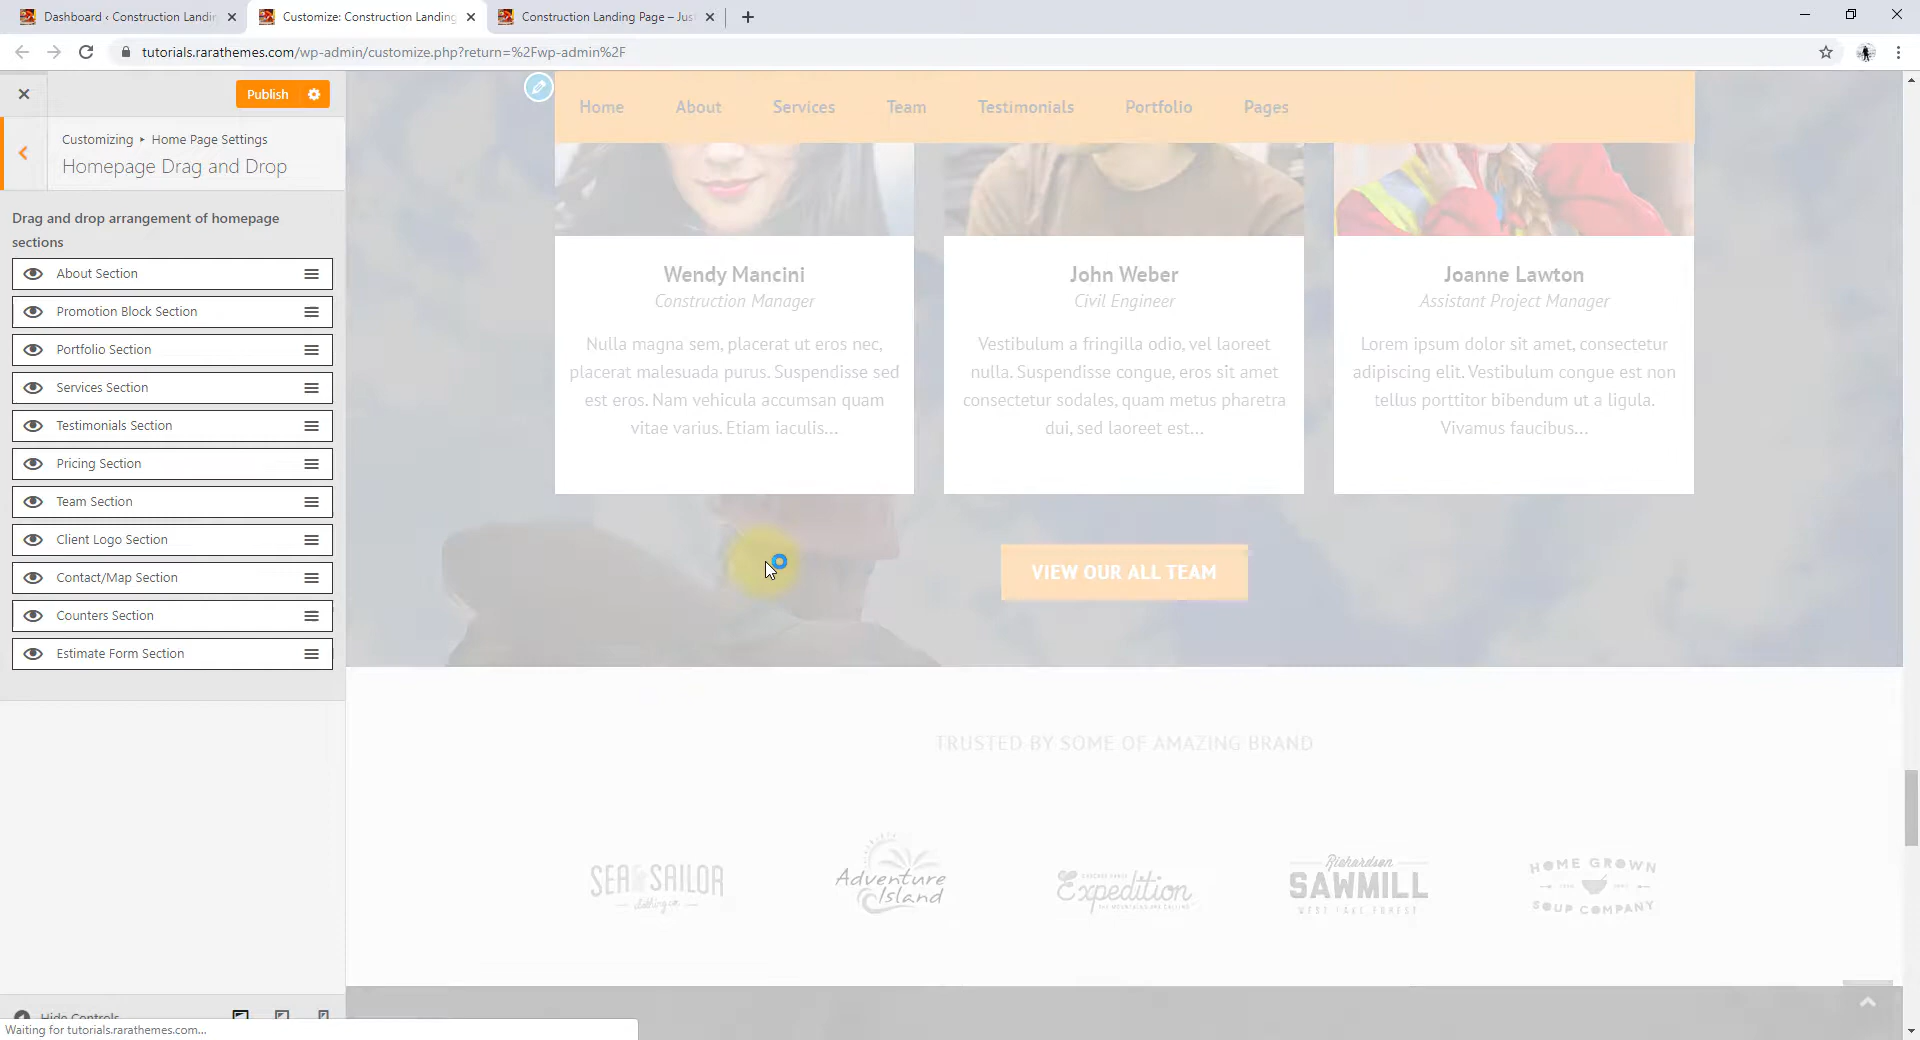 Dashboard ‹ Construction Landin
Customize: Construction Landing
Construction Landing Page – Jus
tutorials.rarathemes.com/wp-admin/customize.php?return=%2Fwp-admin%2F
Publish
Customizing ▸ Home Page Settings
Homepage Drag and Drop
Drag and drop arrangement of homepage
sections
About Section
Promotion Block Section
Portfolio Section
Services Section
Testimonials Section
Pricing Section
Team Section
Client Logo Section
Contact/Map Section
Counters Section
Estimate Form Section
Hide Controls
Waiting for tutorials.rarathemes.com...
Home About Services Team Testimonials Portfolio Pages
Wendy Mancini
Construction Manager
Nulla magna sem, placerat ut eros nec,
placerat malesuada purus. Suspendisse sed
est eros. Nam vehicula accumsan quam
vitae varius. Etiam iaculis...
John Weber
Civil Engineer
Vestibulum a fringilla odio, vel laoreet
nulla. Suspendisse congue, eros sit amet
consectetur sodales, quam metus pharetra
dui, sed laoreet est...
Joanne Lawton
Assistant Project Manager
Lorem ipsum dolor sit amet, consectetur
adipiscing elit. Vestibulum congue est non
tellus porttitor bibendum ut a ligula.
Vivamus faucibus...
VIEW OUR ALL TEAM
TRUSTED BY SOME OF AMAZING BRAND
SEA SAILOR
clothing co.
Adventure
Island
Expedition
Richardson
SAWMILL
WEST LAKE FOREST
HOME GROWN
SOUP COMPANY